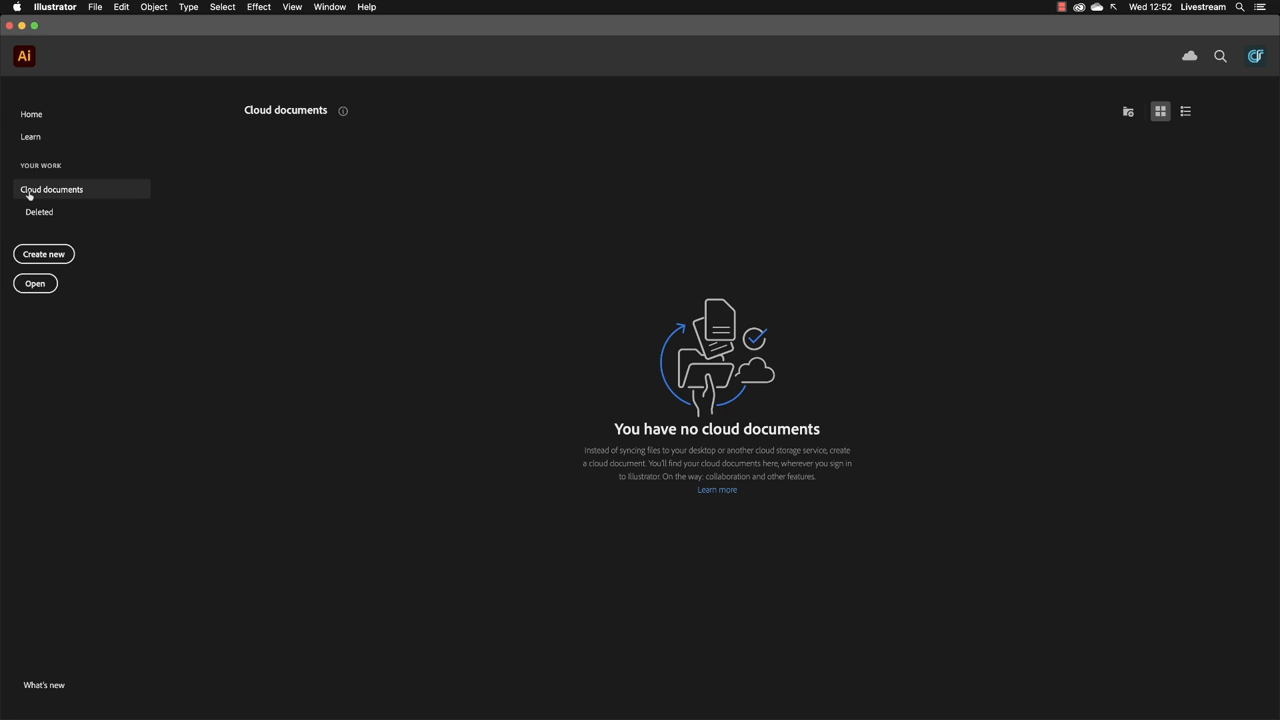 Illustrator File Edit Object Type Select Effect View Window Help Wed 12:52 Livestream
Ai
Home
Cloud documents
Learn
YOUR WORK
Cloud documents
Deleted
Create new
Open
You have no cloud documents
Instead of syncing files to your desktop or another cloud storage service, create
a cloud document. You'll find your cloud documents here, wherever you sign in
to Illustrator. On the way: collaboration and other features.
Learn more
What's new